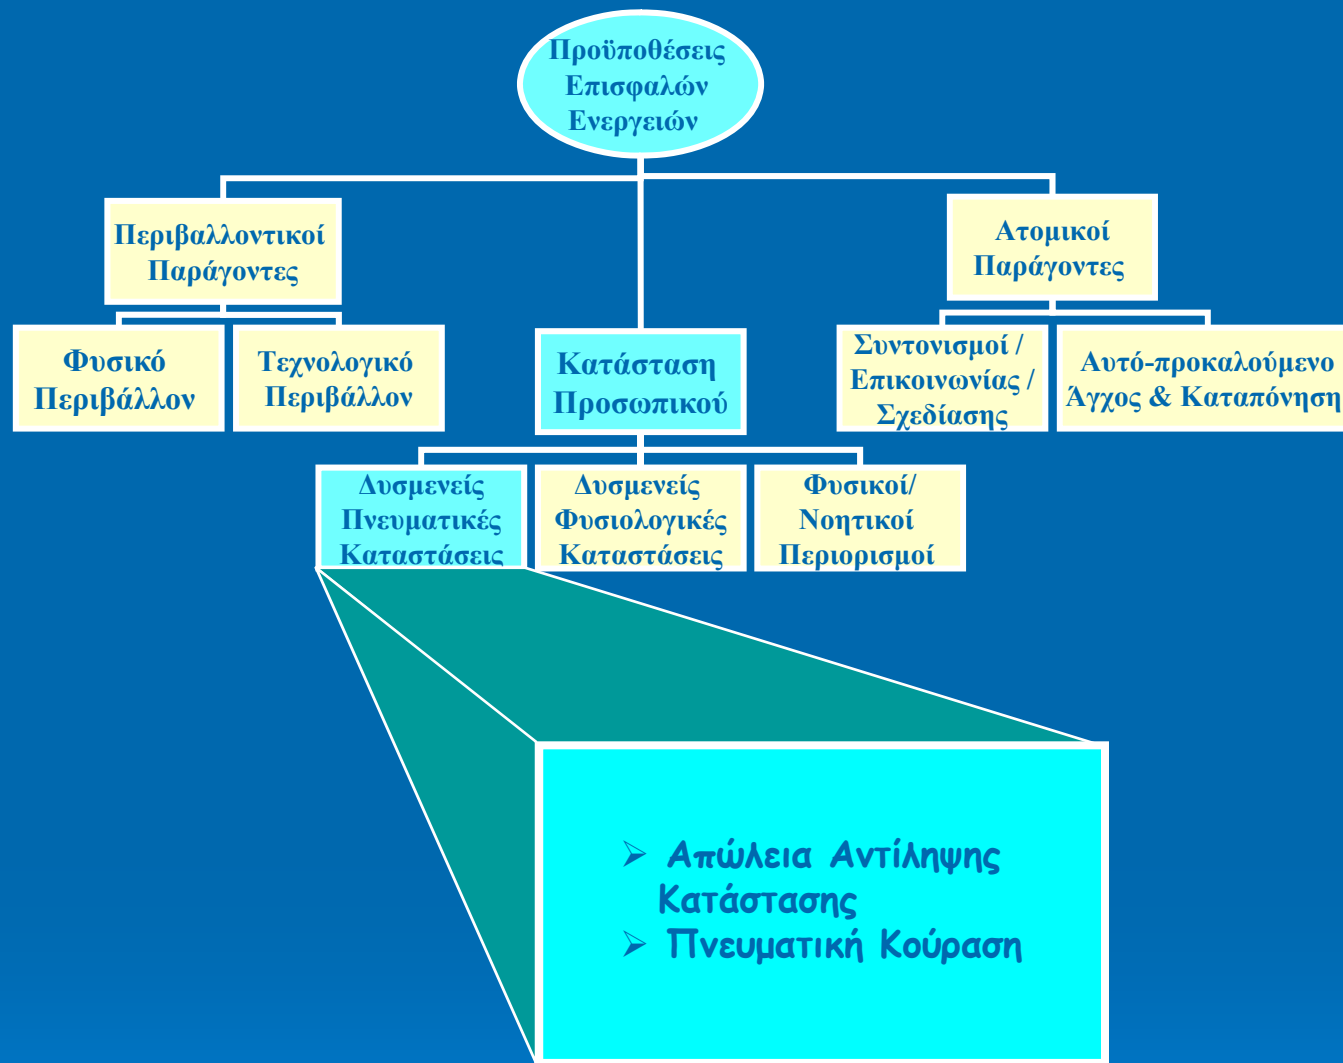 Προϋποθέσεις
Επισφαλών
Ενεργειών
Περιβαλλοντικοί
Παράγοντες
Ατομικοί
Παράγοντες
Φυσικό
Περιβάλλον
Τεχνολογικό
Περιβάλλον
Κατάσταση
Προσωπικού
Συντονισμοί /
Επικοινωνίας /
Σχεδίασης
Αυτό-προκαλούμενο
Άγχος & Καταπόνηση
Δυσμενείς
Πνευματικές
Καταστάσεις
Δυσμενείς
Φυσιολογικές
Καταστάσεις
Φυσικοί/
Νοητικοί
Περιορισμοί
➢ Απώλεια Αντίληψης
Κατάστασης
➢ Πνευματική Κούραση